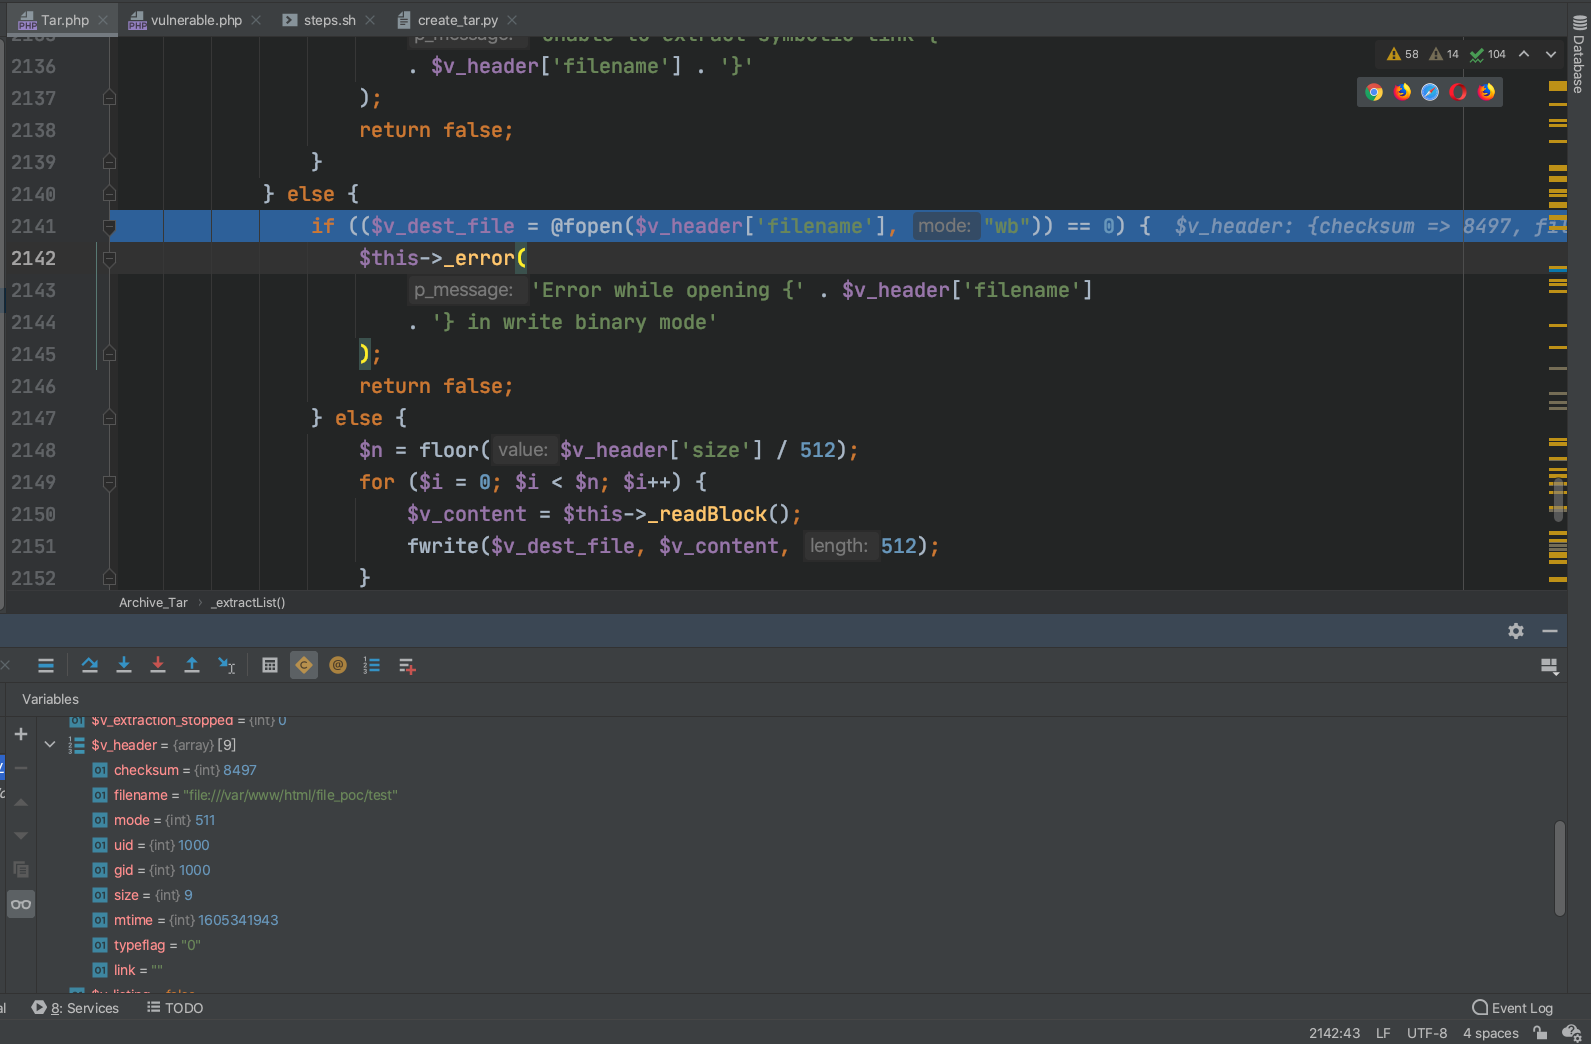 Tar.php
vulnerable.php
steps.sh
create_tar.py
Database
58 14 104
p_message: 'Unable to extract symbolic link {'
2136 . $v_header['filename'] . '}'
2137 );
2138 return false;
2139 }
2140 } else {
2141 if (($v_dest_file = @fopen($v_header['filename'], mode: "wb")) == 0) { $v_header: {checksum => 8497, fil
2142 $this->_error(
2143 p_message: 'Error while opening {' . $v_header['filename']
2144 . '} in write binary mode'
2145 );
2146 return false;
2147 } else {
2148 $n = floor( value: $v_header['size'] / 512);
2149 for ($i = 0; $i < $n; $i++) {
2150 $v_content = $this->_readBlock();
2151 fwrite($v_dest_file, $v_content, length: 512);
2152 }
Archive_Tar › _extractList()
Variables
$v_extraction_stopped = {int} 0
$v_header = {array} [9]
checksum = {int} 8497
filename = "file:///var/www/html/file_poc/test"
mode = {int} 511
uid = {int} 1000
gid = {int} 1000
size = {int} 9
mtime = {int} 1605341943
typeflag = "0"
link = ""
$v_listing = false
8: Services
TODO
Event Log
2142:43 LF UTF-8 4 spaces